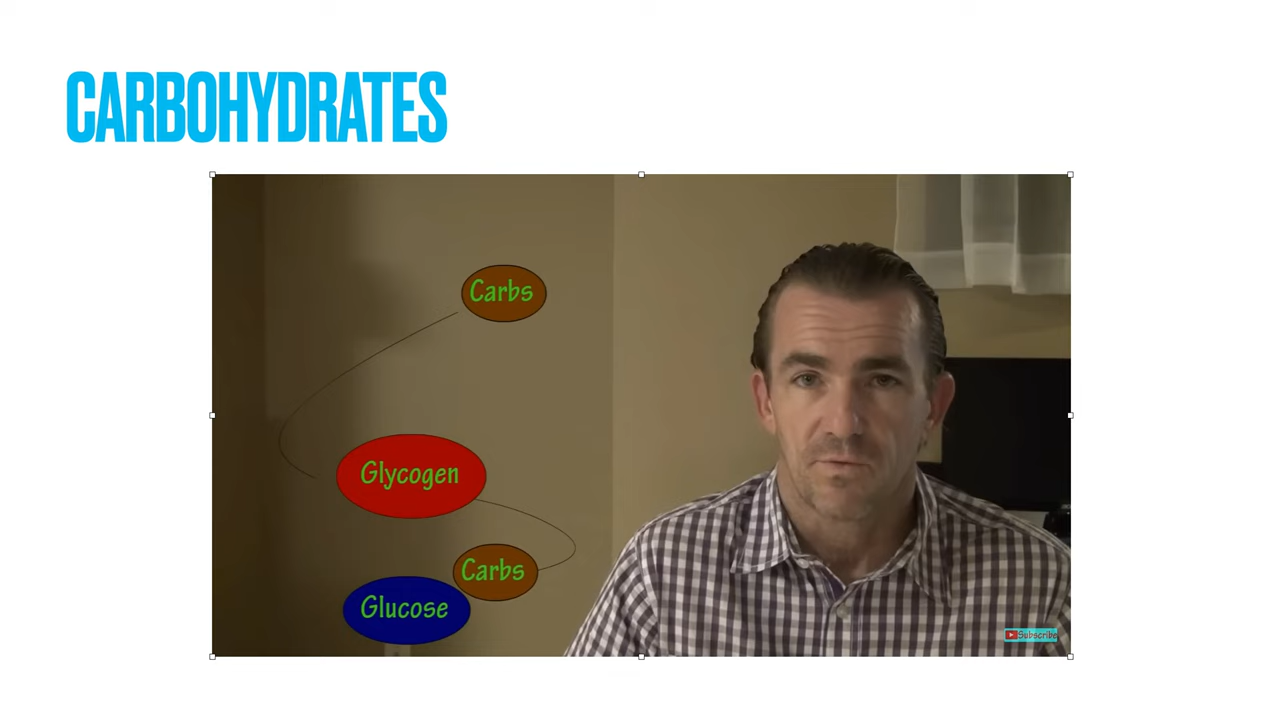 CARBOHYDRATES
Carbs
Glycogen
Carbs
Glucose
Subscribe